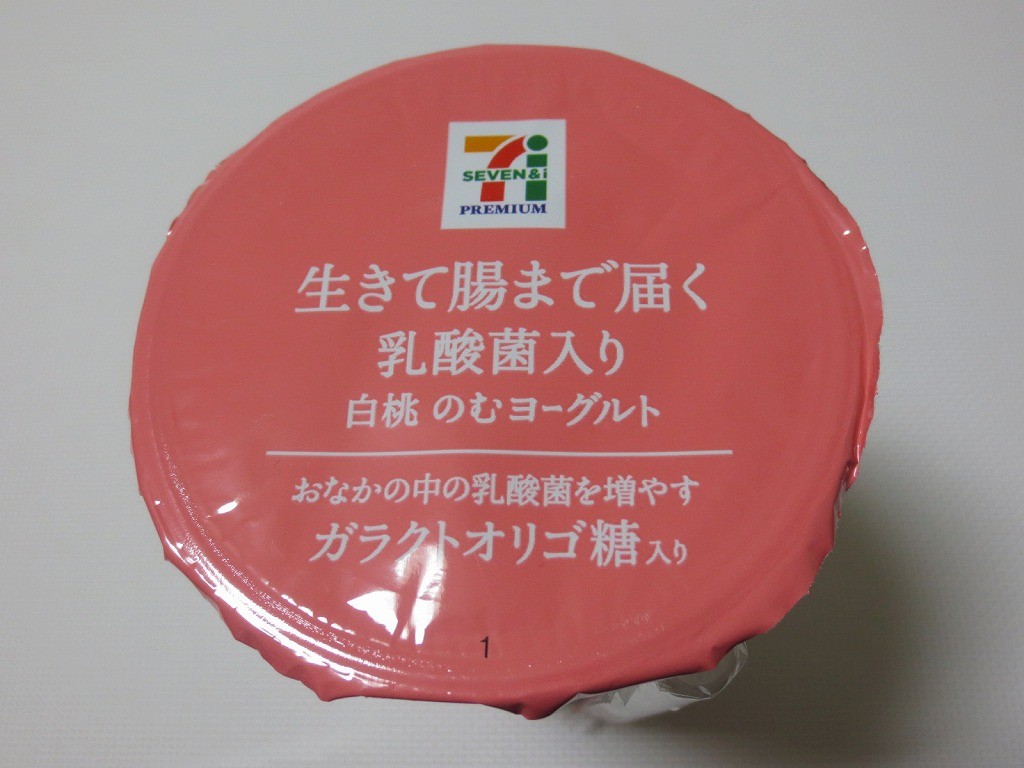 7i
SEVEN&i
PREMIUM
生きて腸まで届く
乳酸菌入り
白桃 のむヨーグルト
おなかの中の乳酸菌を増やす
ガラクトオリゴ糖入り
1